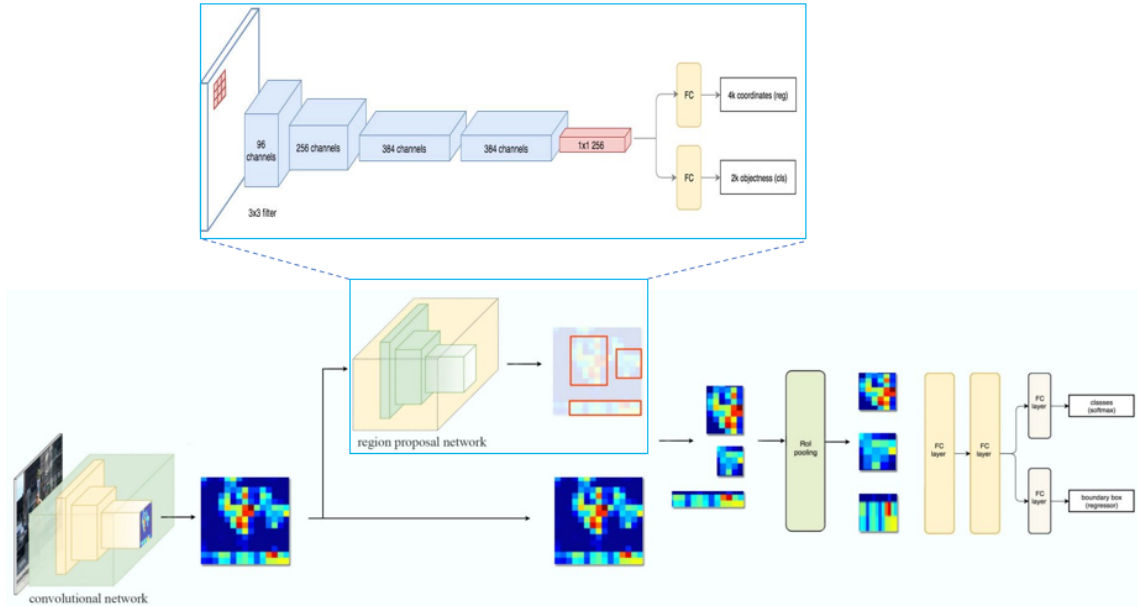 96
channels
256 channels
384 channels
384 channels
1x1 256
3x3 filter
FC
4k coordinates (reg)
FC
2k objectness (cls)
region proposal network
convolutional network
RoI
pooling
FC
layer
FC
layer
FC
layer
classes
(softmax)
FC
layer
boundary box
(regressor)